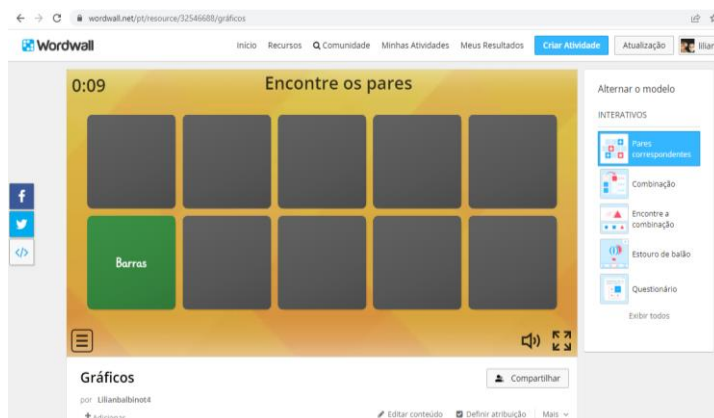 wordwall.net/pt/resource/32546688/gráficos
Wordwall
Início Recursos Comunidade Minhas Atividades Meus Resultados Criar Atividade Atualização lilian
0:09 Encontre os pares
Barras
Alternar o modelo
INTERATIVOS
Pares
correspondentes
Combinação
Encontre a
combinação
Estouro de balão
Questionário
Exibir todos
Gráficos
Compartilhar
por Lilianbalbinot4
Adicionar Editar conteúdo Definir atribuição Mais